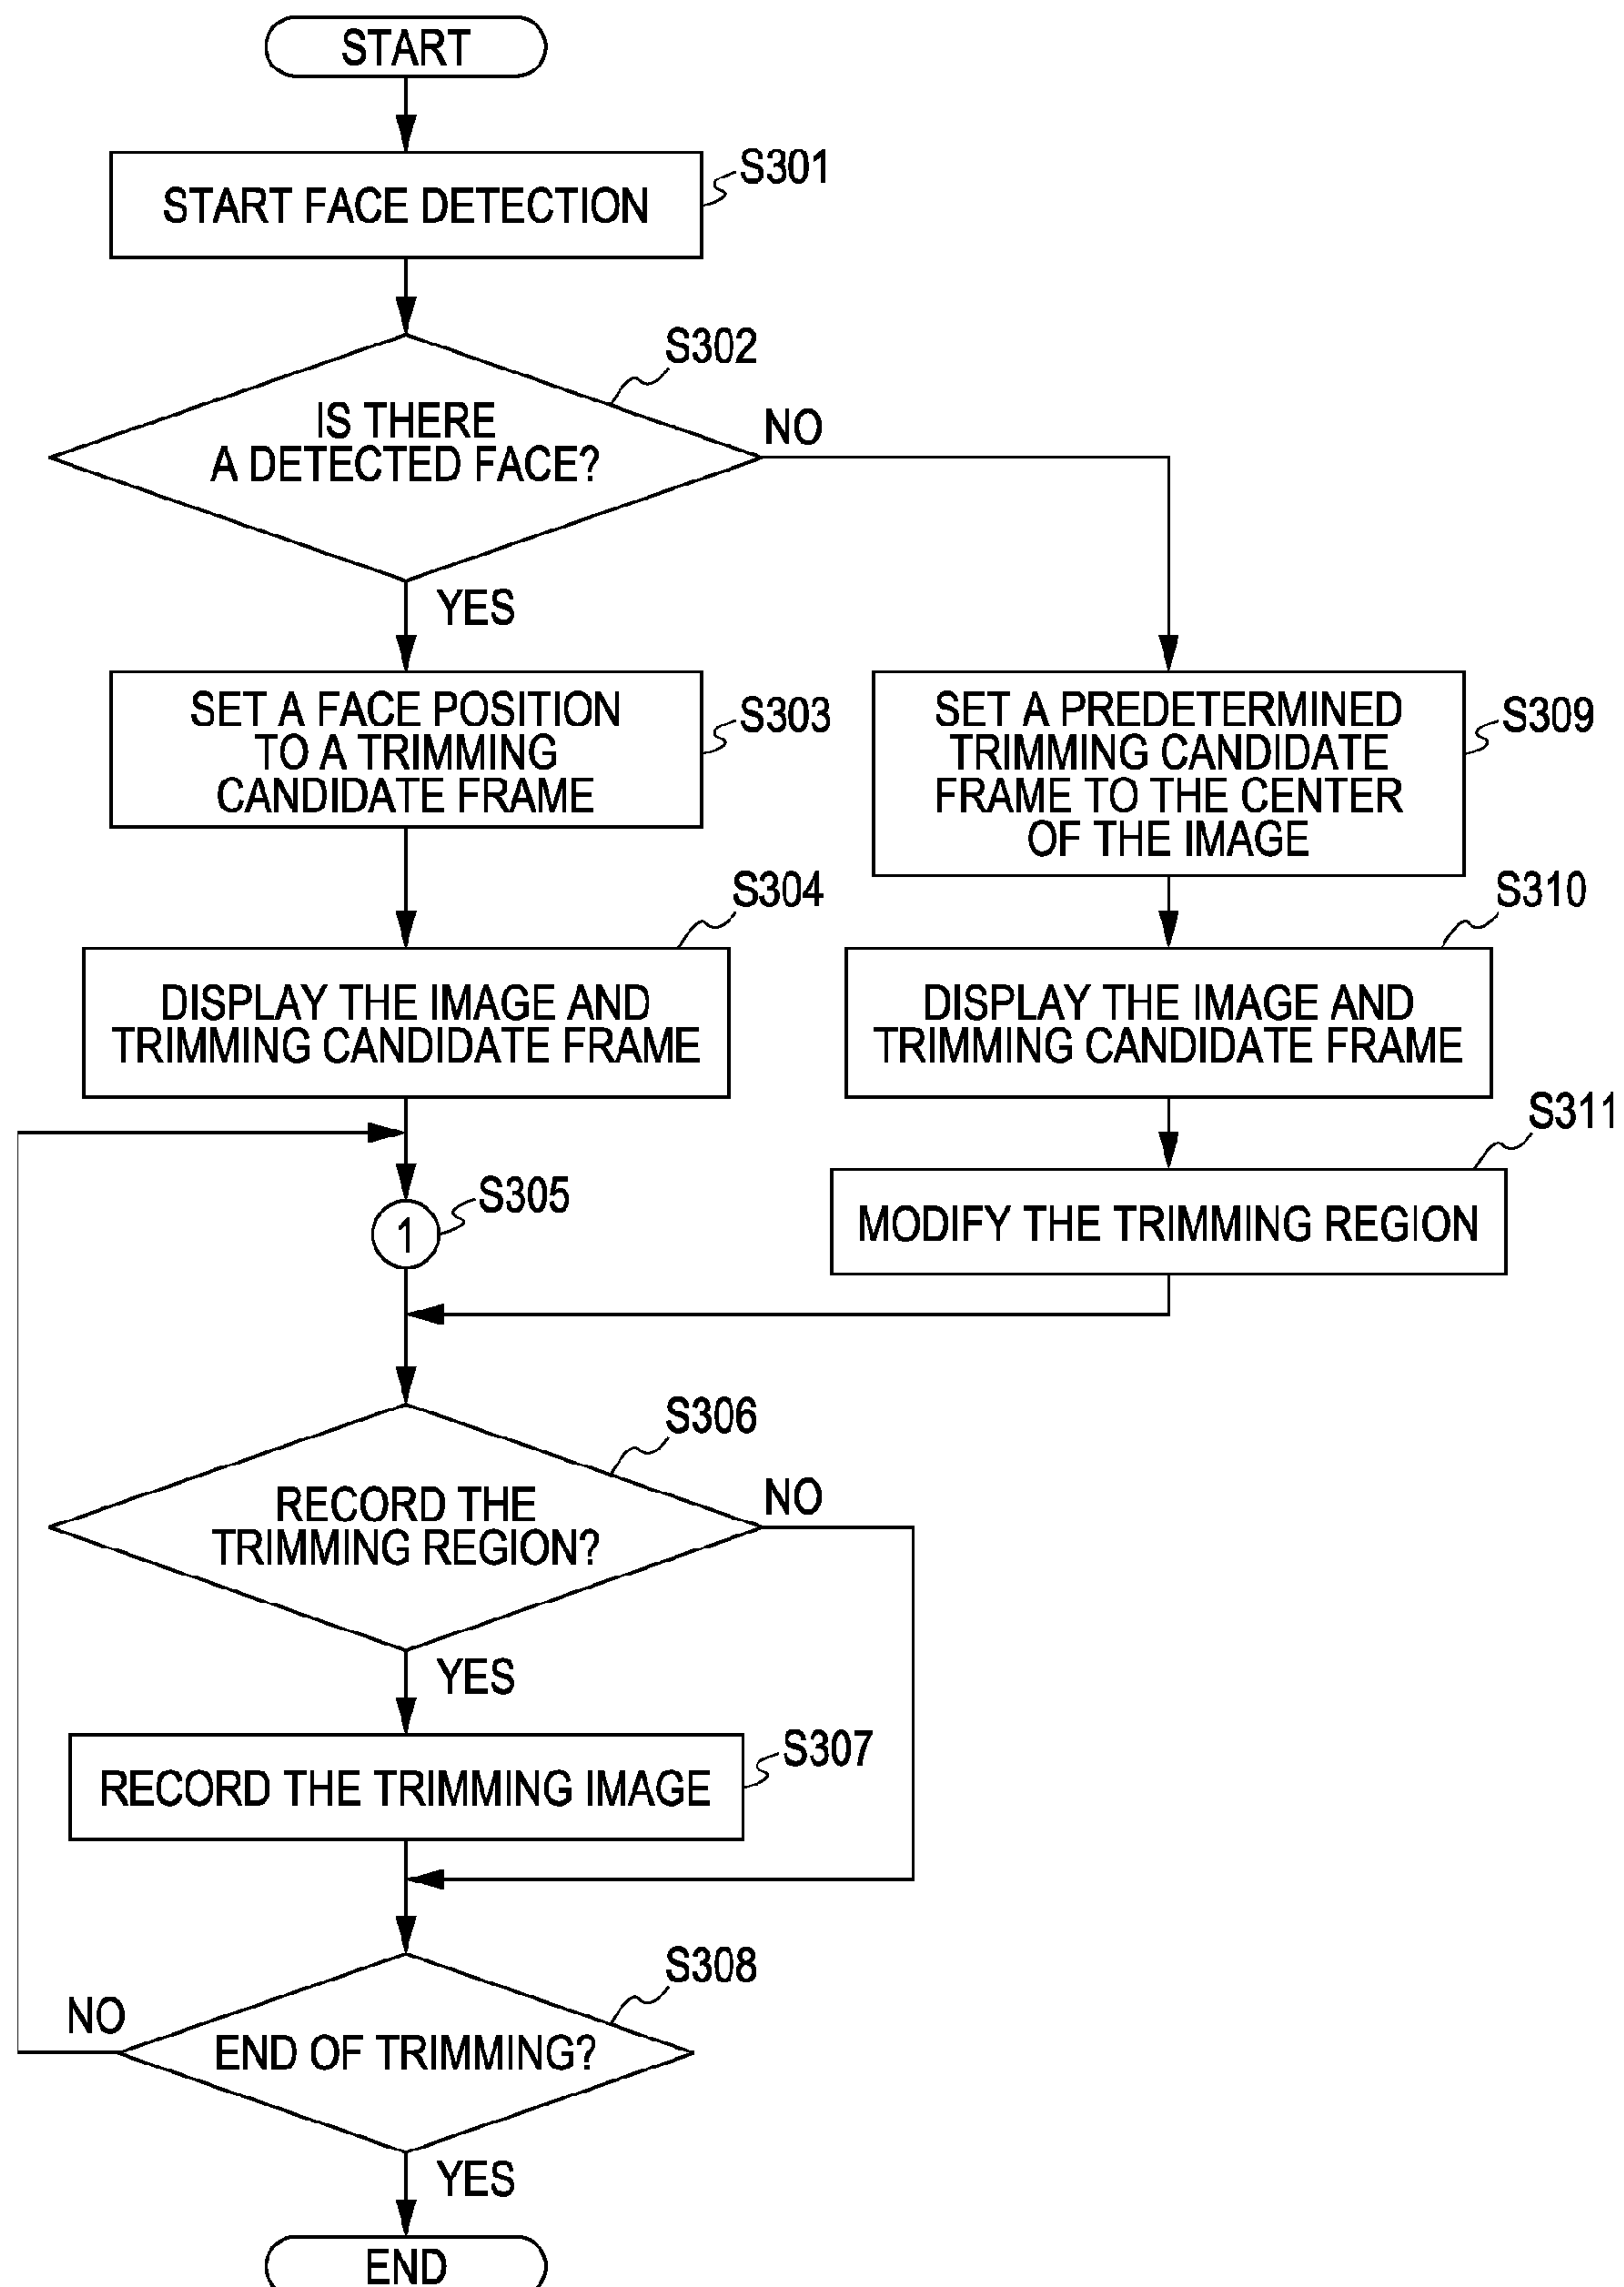 START
START FACE DETECTION
S301
S302
IS THERE
A DETECTED FACE?
NO
YES
SET A FACE POSITION
TO A TRIMMING
CANDIDATE FRAME
S303
SET A PREDETERMINED
TRIMMING CANDIDATE
FRAME TO THE CENTER
OF THE IMAGE
S309
S304
DISPLAY THE IMAGE AND
TRIMMING CANDIDATE FRAME
S310
DISPLAY THE IMAGE AND
TRIMMING CANDIDATE FRAME
S305
1
S311
MODIFY THE TRIMMING REGION
S306
RECORD THE
TRIMMING REGION?
NO
YES
S307
RECORD THE TRIMMING IMAGE
S308
END OF TRIMMING?
NO
YES
END